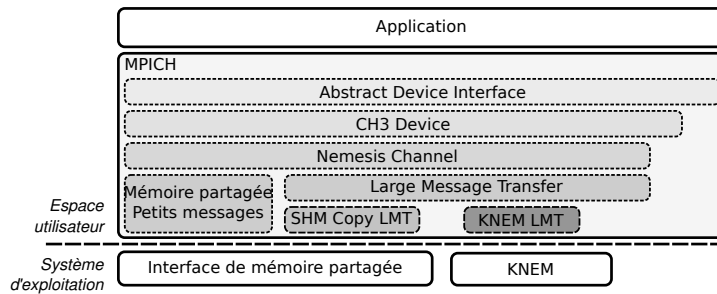 Application
MPICH
Abstract Device Interface
CH3 Device
Nemesis Channel
Mémoire partagée
Petits messages
Large Message Transfer
SHM Copy LMT
KNEM LMT
Espace
utilisateur
Système
d'exploitation
Interface de mémoire partagée
KNEM